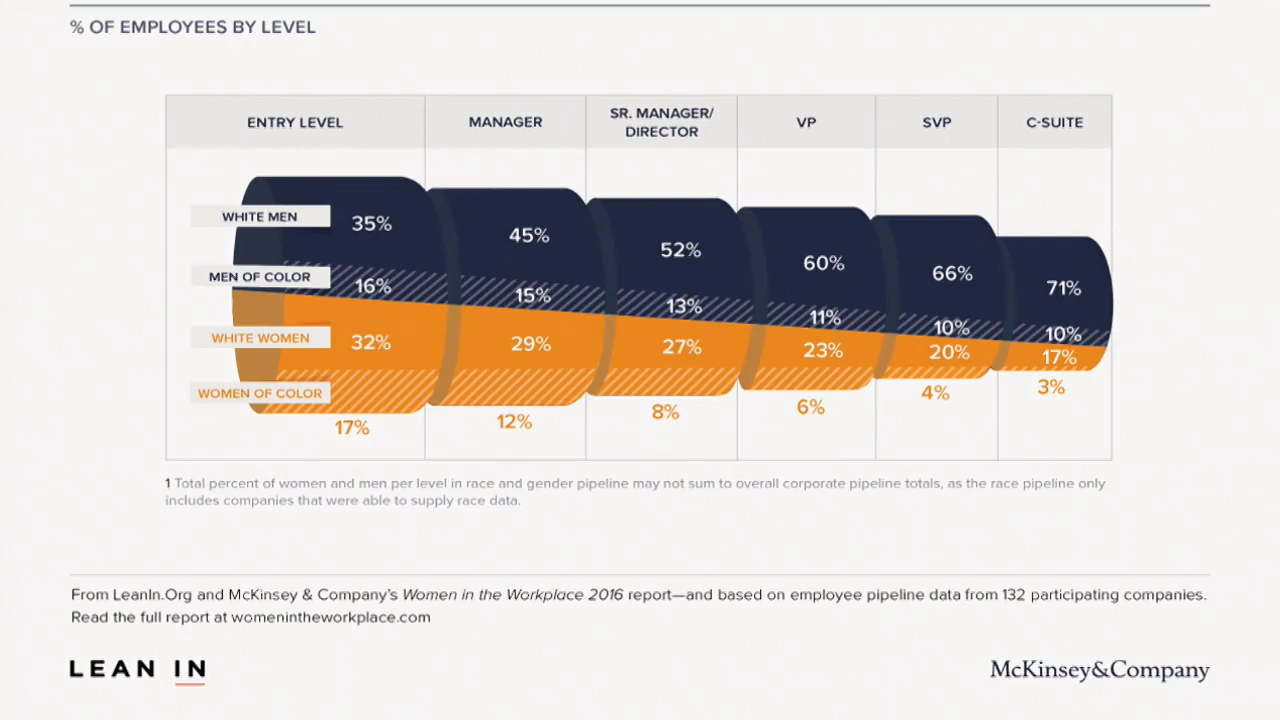 % OF EMPLOYEES BY LEVEL
ENTRY LEVEL
MANAGER
SR. MANAGER/
DIRECTOR
VP
SVP
C-SUITE
WHITE MEN
35%
45%
52%
60%
66%
71%
MEN OF COLOR
16%
15%
13%
11%
10%
10%
WHITE WOMEN
32%
29%
27%
23%
20%
17%
WOMEN OF COLOR
17%
12%
8%
6%
4%
3%
1 Total percent of women and men per level in race and gender pipeline may not sum to overall corporate pipeline totals, as the race pipeline only
includes companies that were able to supply race data.
From LeanIn.Org and McKinsey & Company's Women in the Workplace 2016 report—and based on employee pipeline data from 132 participating companies.
Read the full report at womenintheworkplace.com
LEAN IN
McKinsey&Company